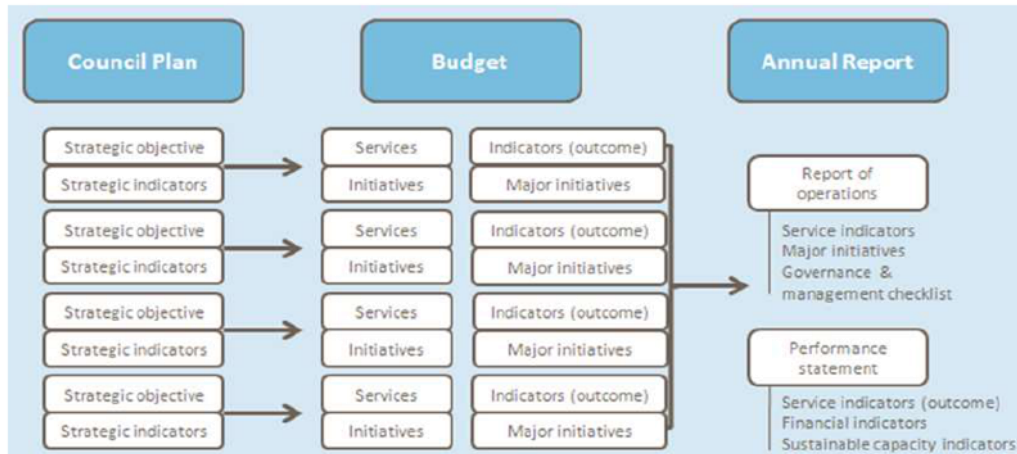 Council Plan
Budget
Annual Report
Strategic objective
Strategic indicators
Services
Initiatives
Indicators (outcome)
Major initiatives
Strategic objective
Strategic indicators
Services
Initiatives
Indicators (outcome)
Major initiatives
Strategic objective
Strategic indicators
Services
Initiatives
Indicators (outcome)
Major initiatives
Strategic objective
Strategic indicators
Services
Initiatives
Indicators (outcome)
Major initiatives
Report of
operations
Service indicators
Major initiatives
Governance &
management checklist
Performance
statement
Service indicators (outcome)
Financial indicators
Sustainable capacity indicators